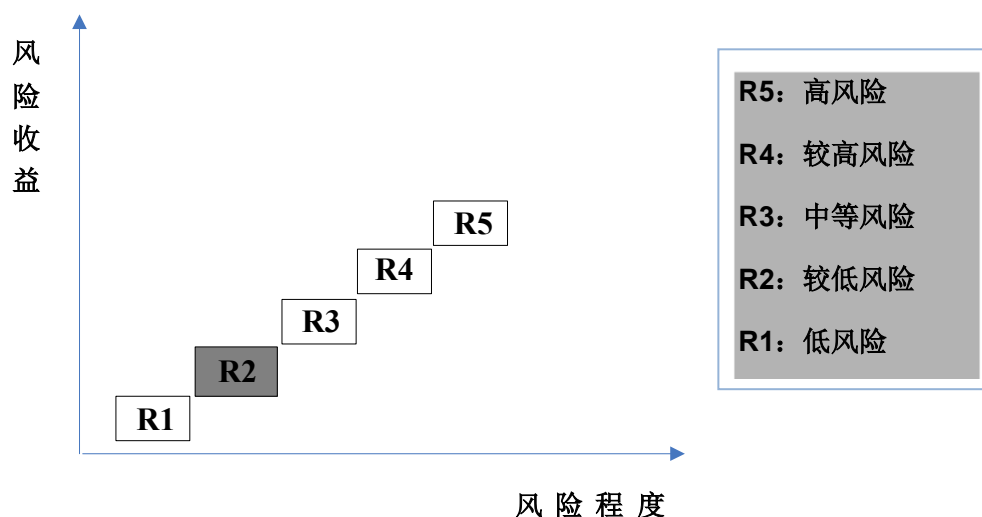 风
险
收
益
R5
R4
R3
R2
R1
风 险 程 度
R5：高风险
R4：较高风险
R3：中等风险
R2：较低风险
R1：低风险